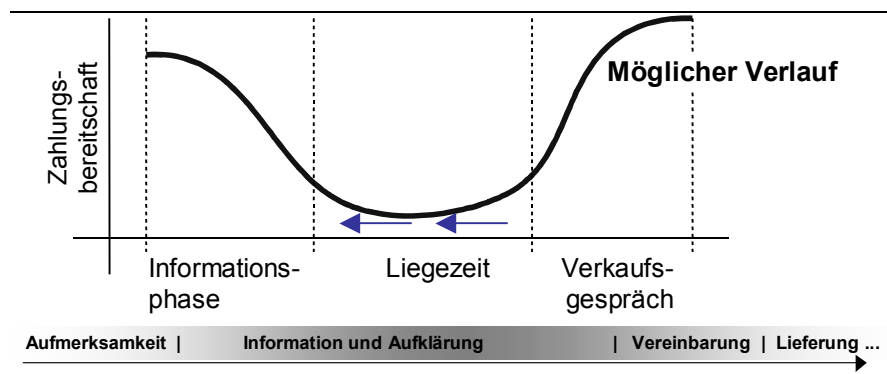 Zahlungs-
bereitschaft
Möglicher Verlauf
Informations-
phase
Liegezeit
Verkaufs-
gespräch
Aufmerksamkeit | Information und Aufklärung | Vereinbarung | Lieferung ...